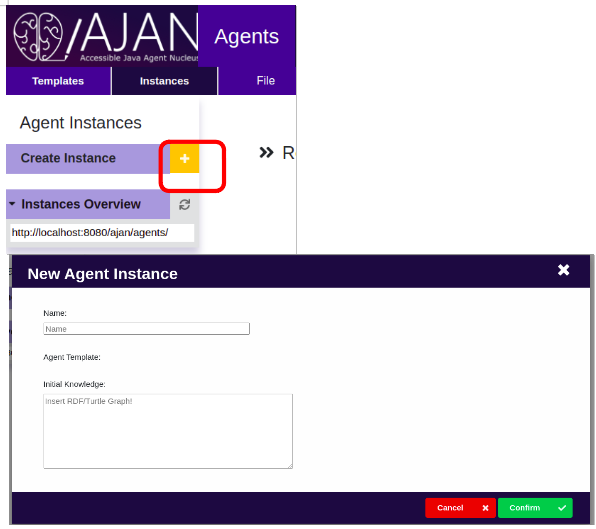 /AJAN
Accessible Java Agent Nucleus
Agents
Templates
Instances
File
Agent Instances
Create Instance
+
R
Instances Overview
http://localhost:8080/ajan/agents/
New Agent Instance
Name:
Name
Agent Template:
Initial Knowledge:
Insert RDF/Turtle Graph!
Cancel
Confirm